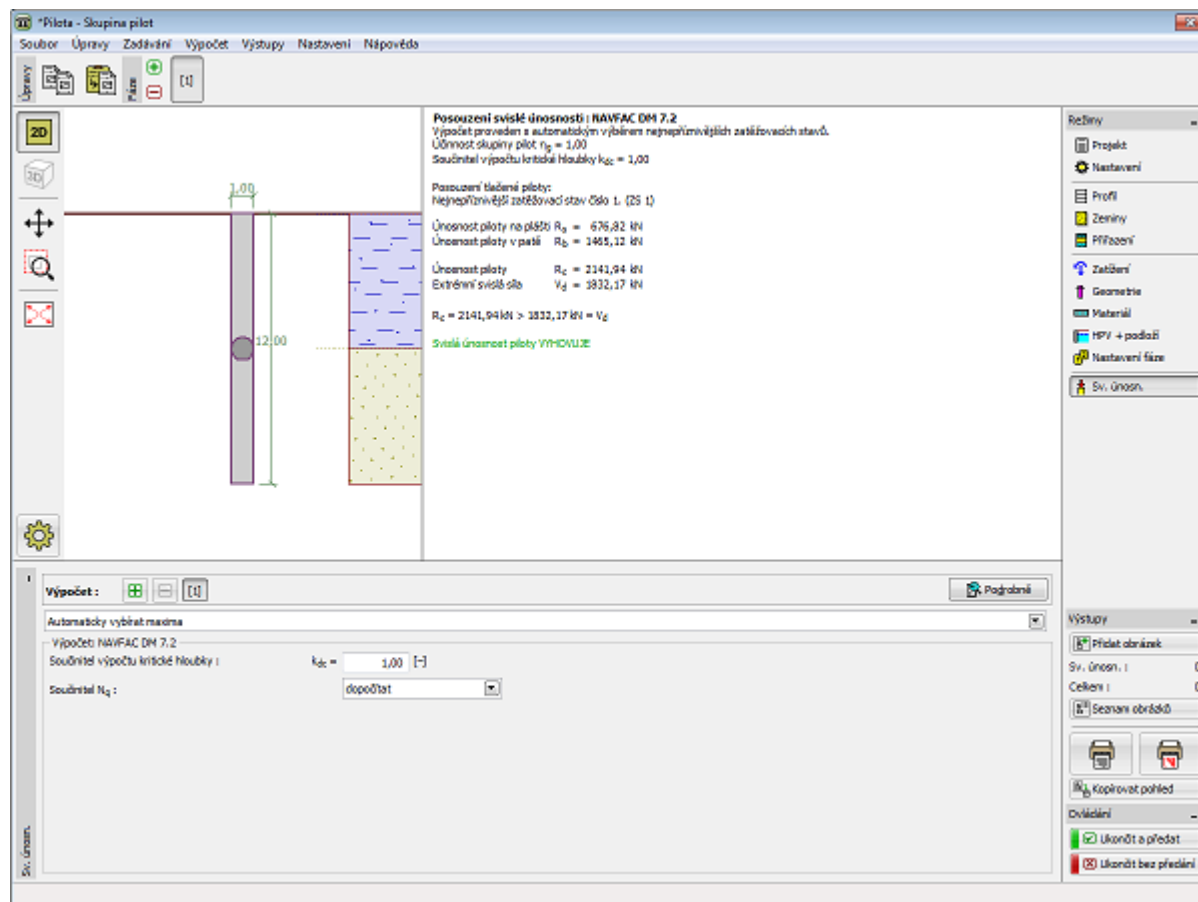 *Pilota - Skupina pilot
Soubor Úpravy Zadávání Výpočet Výstupy Nastavení Nápověda
Úpravy
Fáze
[1]
2D
3D
1,00
12,00
Posouzení svislé únosnosti : NAVFAC DM 7.2
Výpočet proveden s automatickým výběrem nejnepříznivějších zatěžovacích stavů.
Účinnost skupiny pilot ηg = 1,00
Součinitel výpočtu kritické hloubky kdc = 1,00
Posouzení tlačené piloty:
Nejnepříznivější zatěžovací stav číslo 1. (ZS 1)
Únosnost piloty na plášti Rs = 676,82 kN
Únosnost piloty v patě Rb = 1465,12 kN
Únosnost piloty Rc = 2141,94 kN
Extrémní svislá síla Vd = 1832,17 kN
Rc = 2141,94 kN > 1832,17 kN = Vd
Svislá únosnost piloty VYHOVUJE
Režimy
Projekt
Nastavení
Profil
Zeminy
Přiřazení
Zatížení
Geometrie
Materiál
HPV + podloží
Nastavení fáze
Sv. únosn.
Výpočet :
[1]
Podrobně
Automaticky vybírat maxima
Výpočet: NAVFAC DM 7.2
Součinitel výpočtu kritické hloubky : kdc = 1,00 [-]
Součinitel Nq : dopočítat
Sv. únosn.
Výstupy
Přidat obrázek
Sv. únosn. : 0
Celkem : 0
Seznam obrázků
Kopírovat pohled
Ovládání
Ukončit a předat
Ukončit bez předání